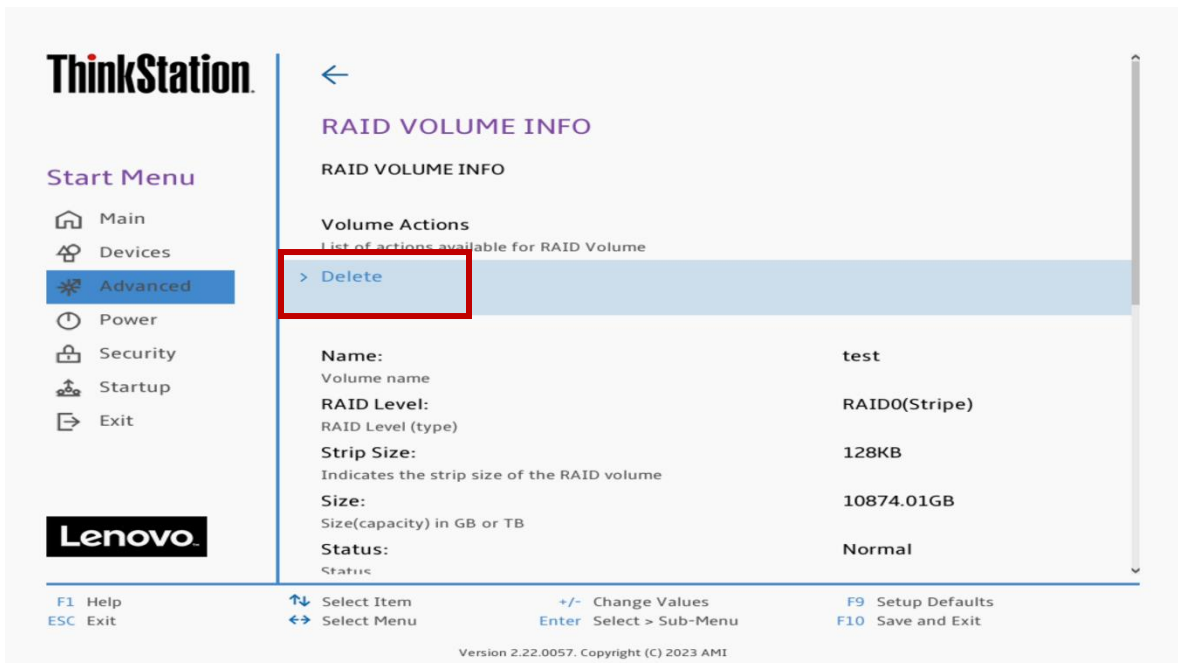 ThinkStation
Start Menu
Main
Devices
Advanced
Power
Security
Startup
Exit
Lenovo
RAID VOLUME INFO
RAID VOLUME INFO
Volume Actions
List of actions available for RAID Volume
> Delete
Name: test
Volume name
RAID Level: RAID0(Stripe)
RAID Level (type)
Strip Size: 128KB
Indicates the strip size of the RAID volume
Size: 10874.01GB
Size(capacity) in GB or TB
Status: Normal
Status
F1 Help Select Item +/- Change Values F9 Setup Defaults
ESC Exit Select Menu Enter Select > Sub-Menu F10 Save and Exit
Version 2.22.0057. Copyright (C) 2023 AMI